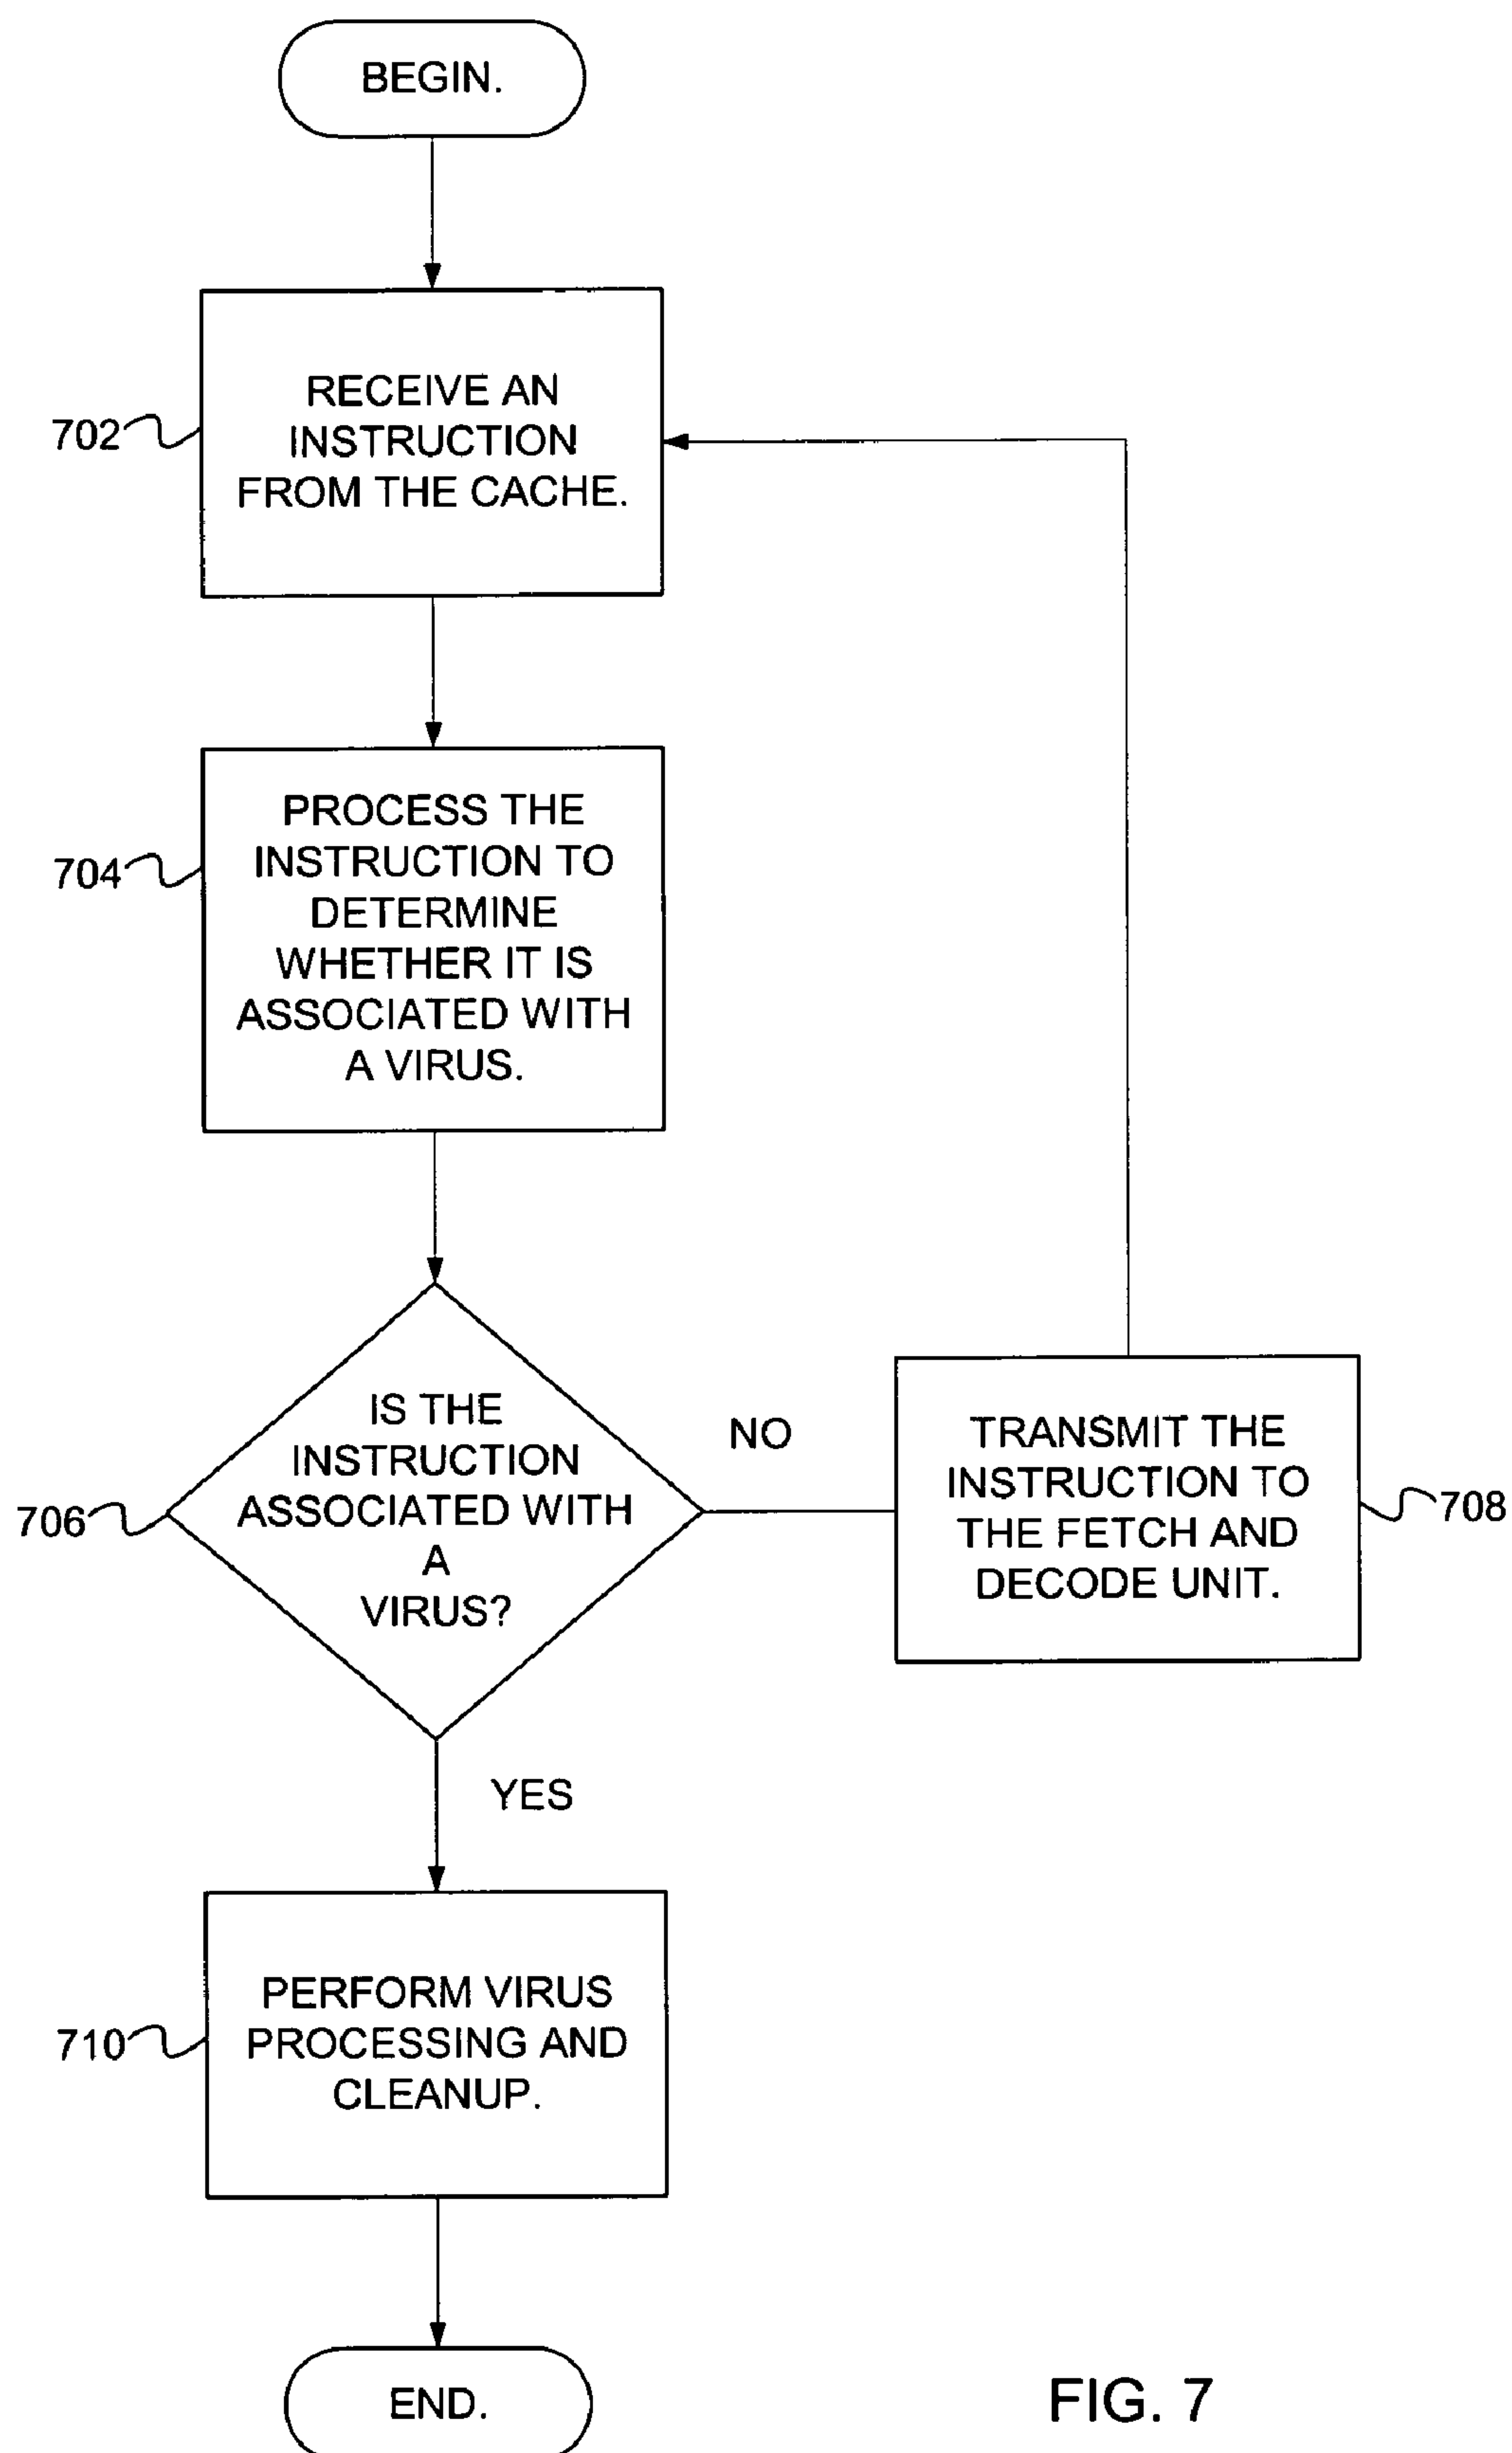 BEGIN.
702
RECEIVE AN
INSTRUCTION
FROM THE CACHE.
704
PROCESS THE
INSTRUCTION TO
DETERMINE
WHETHER IT IS
ASSOCIATED WITH
A VIRUS.
706
IS THE
INSTRUCTION
ASSOCIATED WITH
A
VIRUS?
NO
TRANSMIT THE
INSTRUCTION TO
THE FETCH AND
DECODE UNIT.
708
YES
710
PERFORM VIRUS
PROCESSING AND
CLEANUP.
END.
FIG. 7